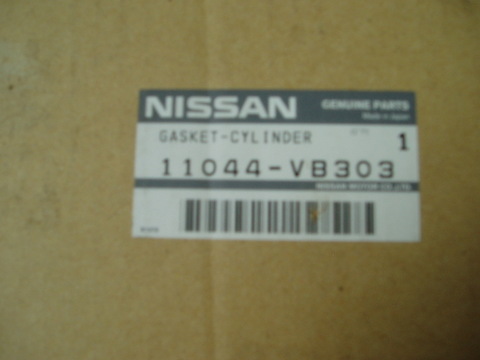 NISSAN GENUINE PARTS
Made in Japan
GASKET-CYLINDER 1
11044-VB303
NISSAN MOTOR CO.,LTD.